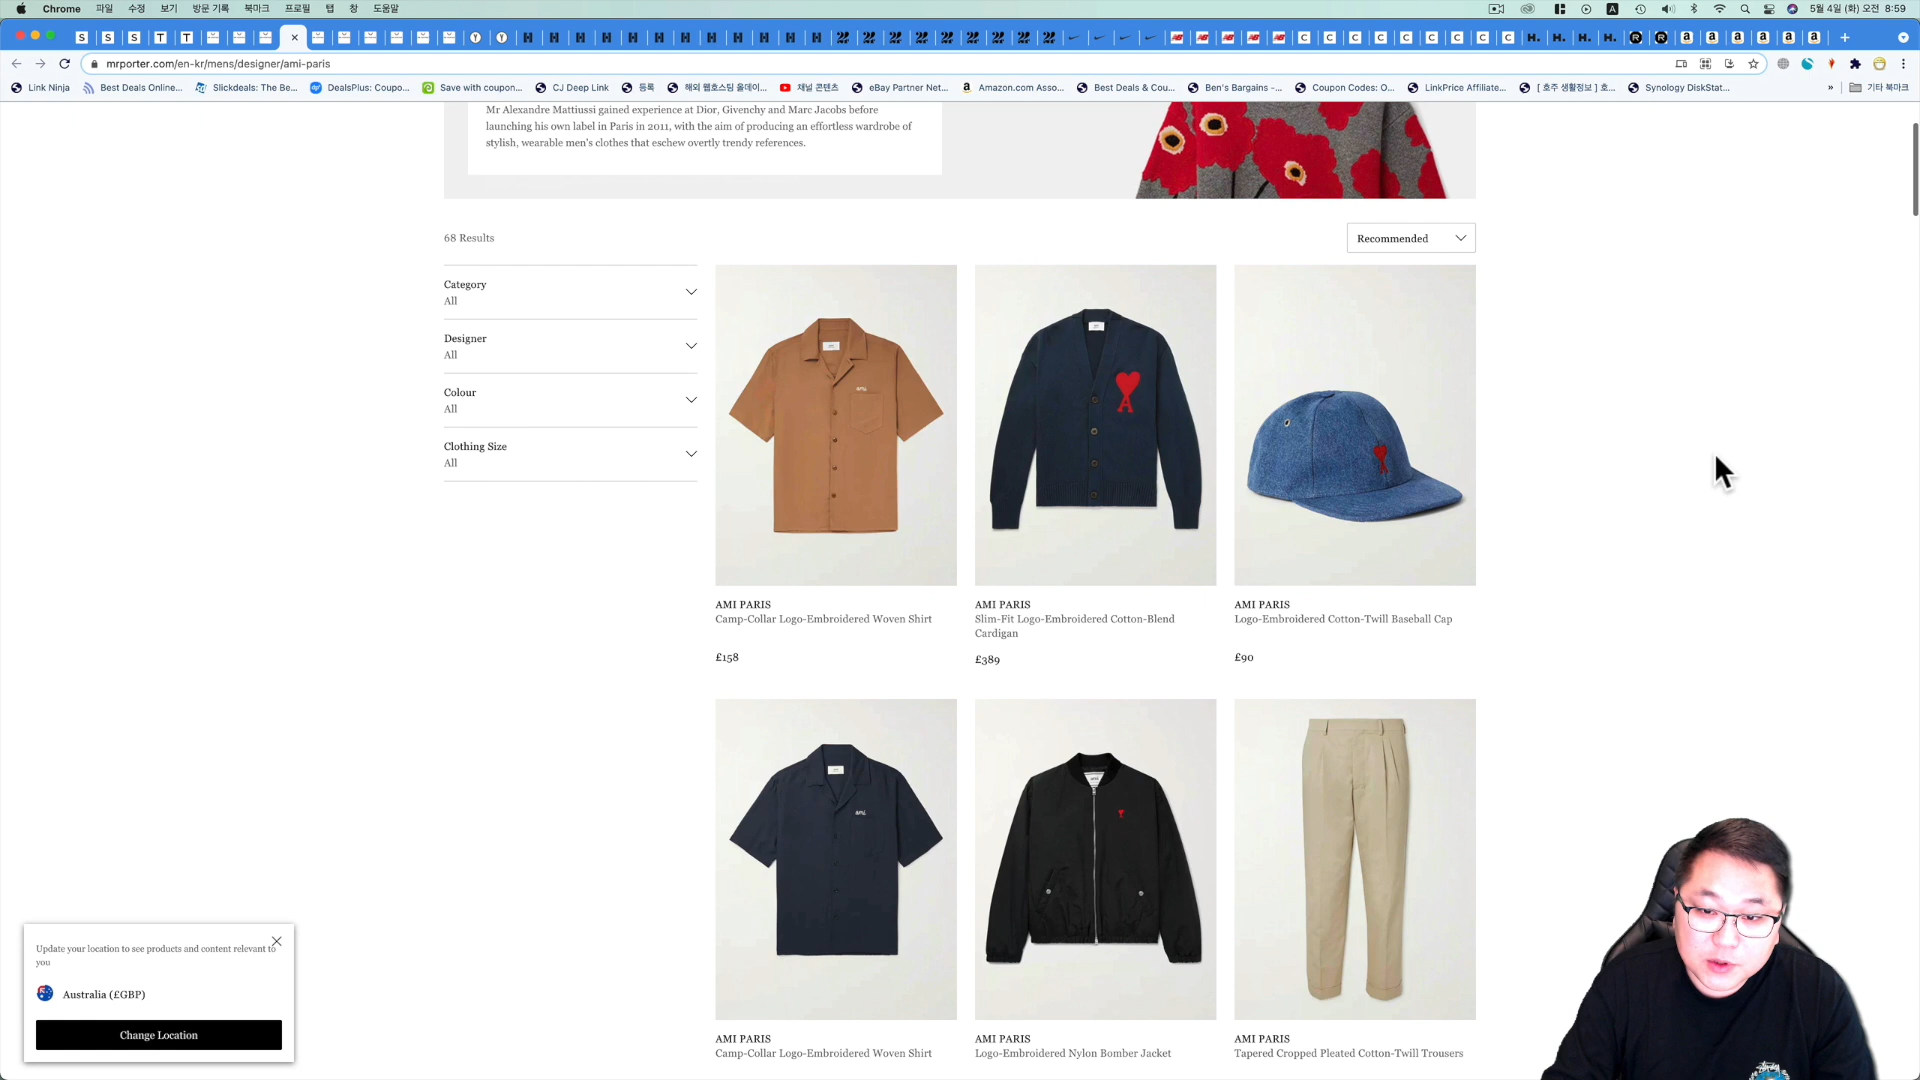 Chrome 파일 수정 보기 방문 기록 북마크 프로필 탭 창 도움말 5월 4일 (화) 오전 8:59
mrporter.com/en-kr/mens/designer/ami-paris
Link Ninja Best Deals Online... Slickdeals: The Be... DealsPlus: Coupo... Save with coupon... CJ Deep Link 등록 해외 웹호스팅 올데이... 채널 콘텐츠 eBay Partner Net... Amazon.com Asso... Best Deals & Cou... Ben's Bargains -... Coupon Codes: O... LinkPrice Affiliate... [ 호주 생활정보 ] 호... Synology DiskStat... » 기타 북마크
Mr Alexandre Mattiussi gained experience at Dior, Givenchy and Marc Jacobs before
launching his own label in Paris in 2011, with the aim of producing an effortless wardrobe of
stylish, wearable men's clothes that eschew overtly trendy references.
68 Results
Recommended
Category
All
Designer
All
Colour
All
Clothing Size
All
AMI PARIS
Camp-Collar Logo-Embroidered Woven Shirt
£158
AMI PARIS
Slim-Fit Logo-Embroidered Cotton-Blend
Cardigan
£389
AMI PARIS
Logo-Embroidered Cotton-Twill Baseball Cap
£90
AMI PARIS
Camp-Collar Logo-Embroidered Woven Shirt
AMI PARIS
Logo-Embroidered Nylon Bomber Jacket
AMI PARIS
Tapered Cropped Pleated Cotton-Twill Trousers
Update your location to see products and content relevant to
you
Australia (£GBP)
Change Location